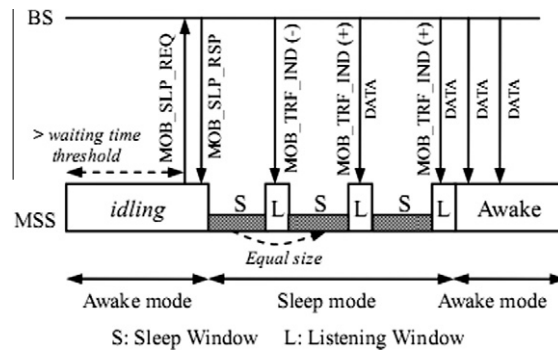 BS
MOB_SLP_REQ
MOB_SLP_RSP
MOB_TRF_IND (-)
MOB_TRF_IND (+)
DATA
MOB_TRF_IND (+)
DATA
DATA
DATA
> waiting time
threshold
MSS
idling
S
L
S
L
S
L
Awake
Equal size
Awake mode
Sleep mode
Awake mode
S: Sleep Window L: Listening Window